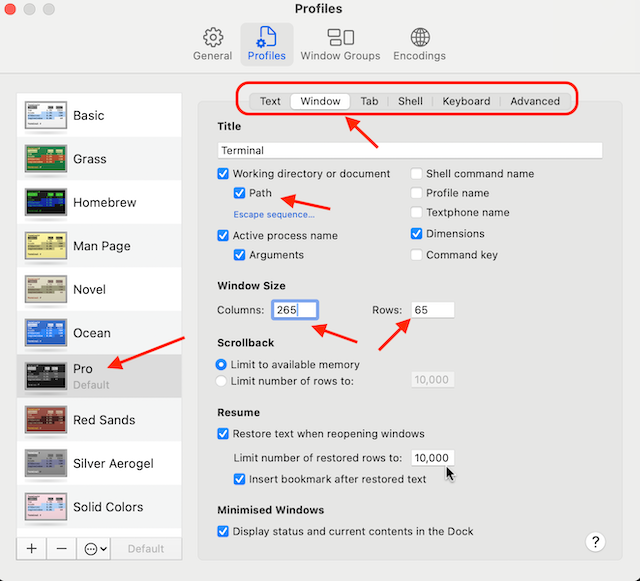 Profiles
General
Profiles
Window Groups
Encodings
Basic
Grass
Homebrew
Man Page
Novel
Ocean
Pro
Default
Red Sands
Silver Aerogel
Solid Colors
+
−
Default
Text
Window
Tab
Shell
Keyboard
Advanced
Title
Terminal
Working directory or document
Shell command name
Path
Profile name
Escape sequence...
Textphone name
Active process name
Dimensions
Arguments
Command key
Window Size
Columns: 265
Rows: 65
Scrollback
Limit to available memory
Limit number of rows to: 10,000
Resume
Restore text when reopening windows
Limit number of restored rows to: 10,000
Insert bookmark after restored text
Minimised Windows
Display status and current contents in the Dock
?